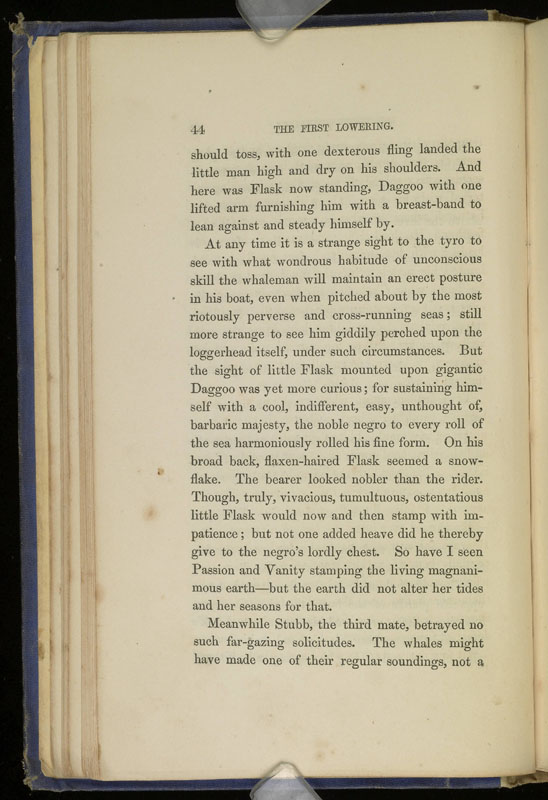 44 THE FIRST LOWERING.
should toss, with one dexterous fling landed the
little man high and dry on his shoulders. And
here was Flask now standing, Daggoo with one
lifted arm furnishing him with a breast-band to
lean against and steady himself by.
At any time it is a strange sight to the tyro to
see with what wondrous habitude of unconscious
skill the whaleman will maintain an erect posture
in his boat, even when pitched about by the most
riotously perverse and cross-running seas; still
more strange to see him giddily perched upon the
loggerhead itself, under such circumstances. But
the sight of little Flask mounted upon gigantic
Daggoo was yet more curious; for sustaining him-
self with a cool, indifferent, easy, unthought of,
barbaric majesty, the noble negro to every roll of
the sea harmoniously rolled his fine form. On his
broad back, flaxen-haired Flask seemed a snow-
flake. The bearer looked nobler than the rider.
Though, truly, vivacious, tumultuous, ostentatious
little Flask would now and then stamp with im-
patience; but not one added heave did he thereby
give to the negro's lordly chest. So have I seen
Passion and Vanity stamping the living magnani-
mous earth—but the earth did not alter her tides
and her seasons for that.
Meanwhile Stubb, the third mate, betrayed no
such far-gazing solicitudes. The whales might
have made one of their regular soundings, not a